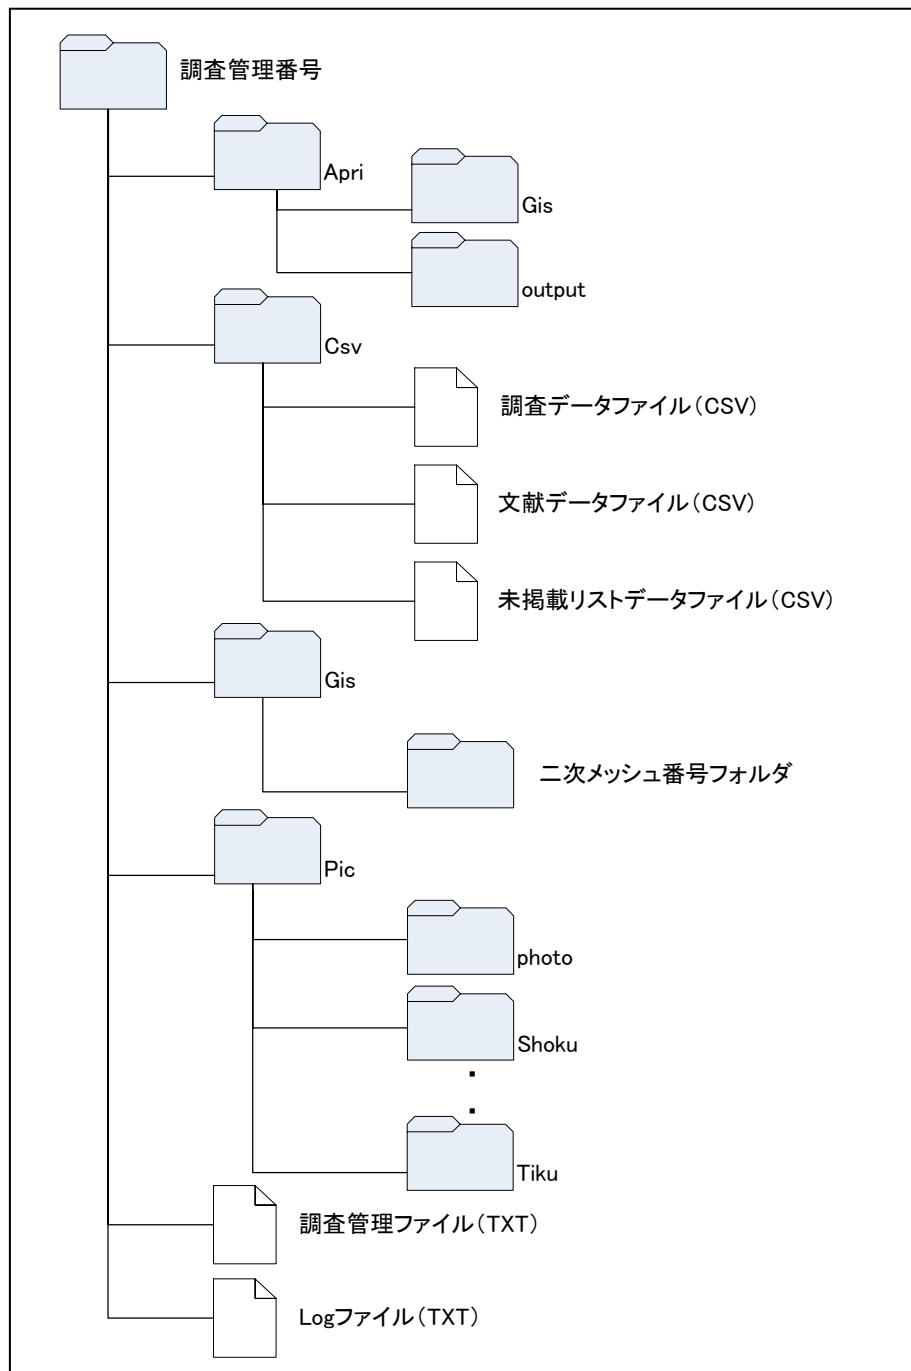 調査管理番号
Apri
Gis
output
Csv
調査データファイル(CSV)
文献データファイル(CSV)
未掲載リストデータファイル(CSV)
Gis
二次メッシュ番号フォルダ
Pic
photo
Shoku
・
・
Tiku
調査管理ファイル(TXT)
Logファイル(TXT)